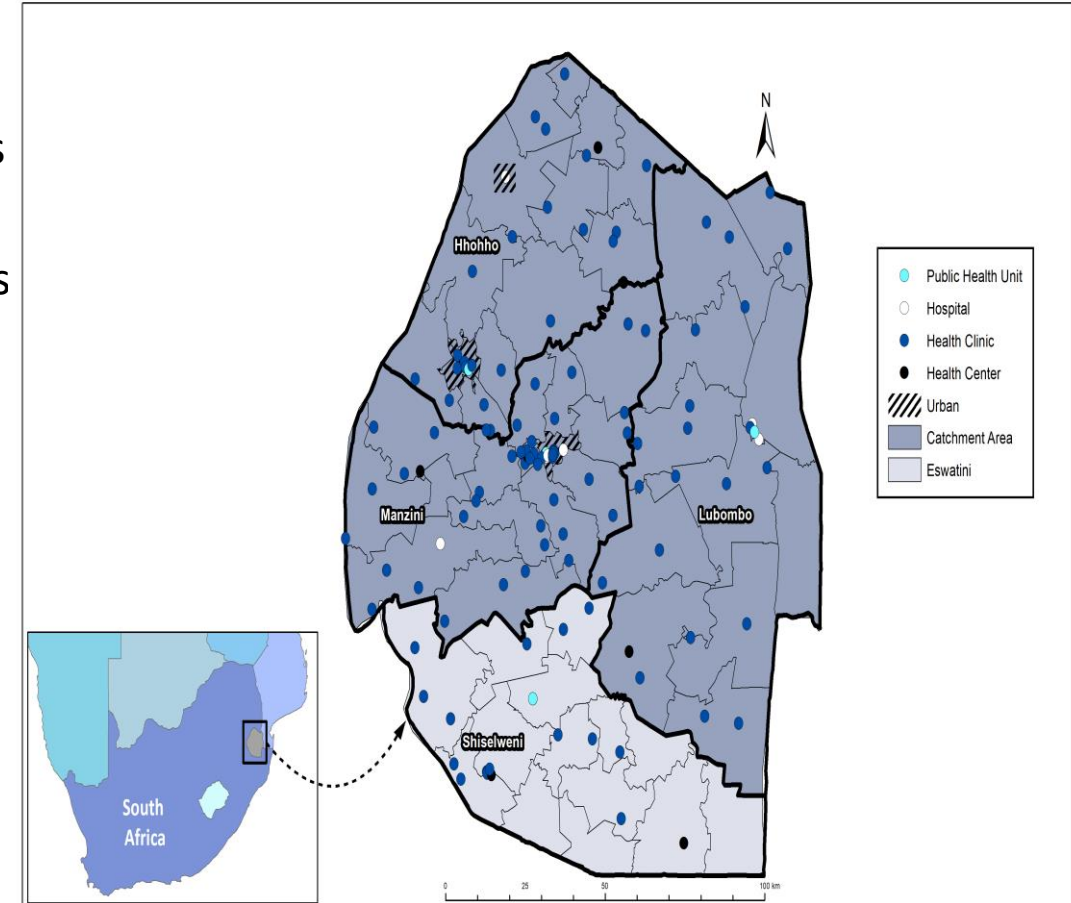 s
s
N
Hhohho
Manzini
Lubombo
Shiselweni
Public Health Unit
Hospital
Health Clinic
Health Center
Urban
Catchment Area
Eswatini
South
Africa
0 25 50 100 km